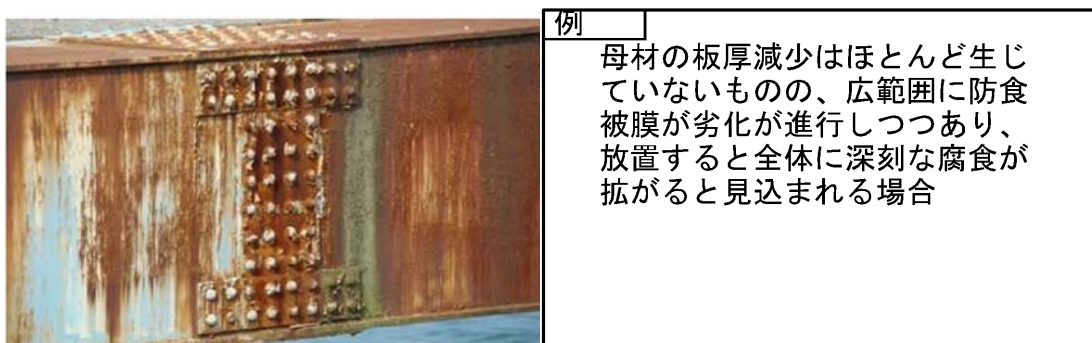 例
母材の板厚減少はほとんど生じ
ていないものの、広範囲に防食
被膜が劣化が進行しつつあり、
放置すると全体に深刻な腐食が
拡がると見込まれる場合